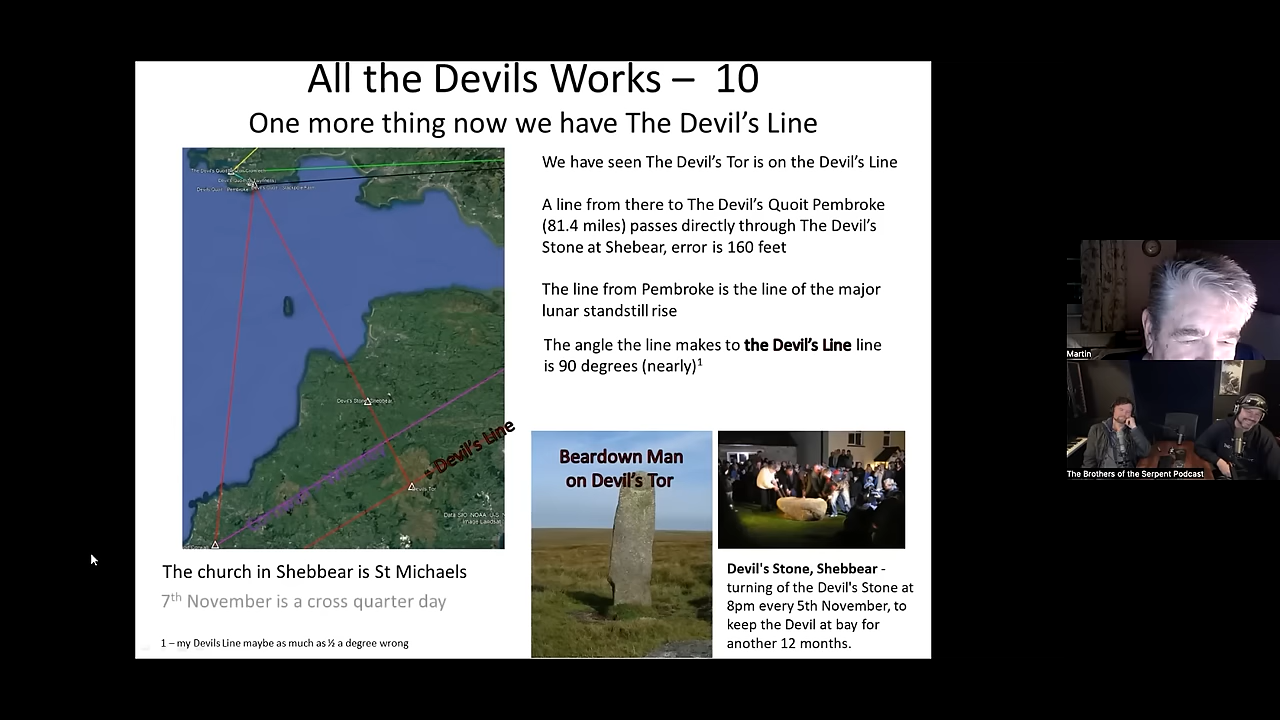 All the Devils Works – 10
One more thing now we have The Devil's Line
We have seen The Devil's Tor is on the Devil's Line
A line from there to The Devil's Quoit Pembroke
(81.4 miles) passes directly through The Devil's
Stone at Shebear, error is 160 feet
The line from Pembroke is the line of the major
lunar standstill rise
The angle the line makes to the Devil's Line line
is 90 degrees (nearly)1
Devil's Stone, Shebbear
Devil's Line
Devils Tor
Data SIO, NOAA, U.S. N
Image Landsat
Beardown Man
on Devil's Tor
Devil's Stone, Shebbear -
turning of the Devil's Stone at
8pm every 5th November, to
keep the Devil at bay for
another 12 months.
The church in Shebbear is St Michaels
7th November is a cross quarter day
1 – my Devils Line maybe as much as ½ a degree wrong
Martin
The Brothers of the Serpent Podcast